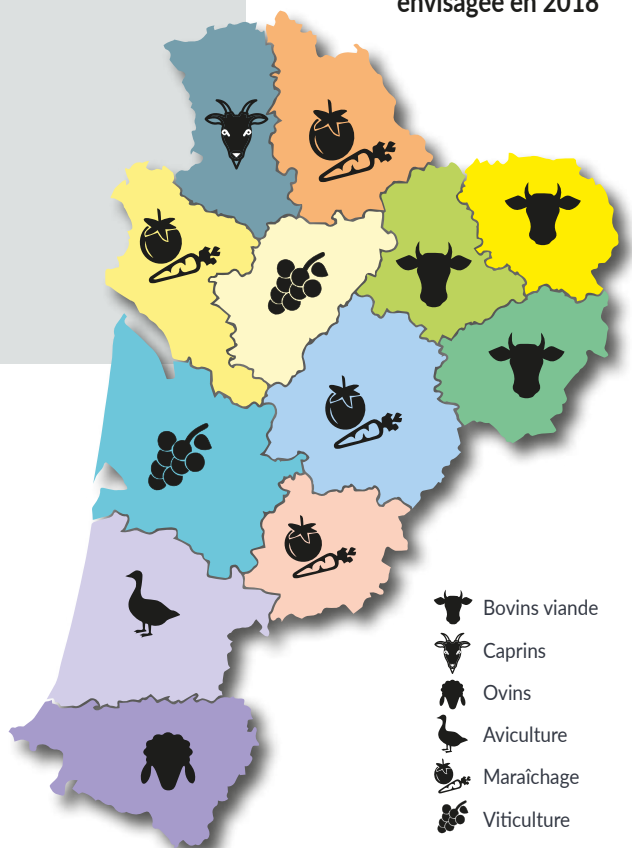 envisagée en 2018
Bovins viande
Caprins
Ovins
Aviculture
Maraîchage
Viticulture